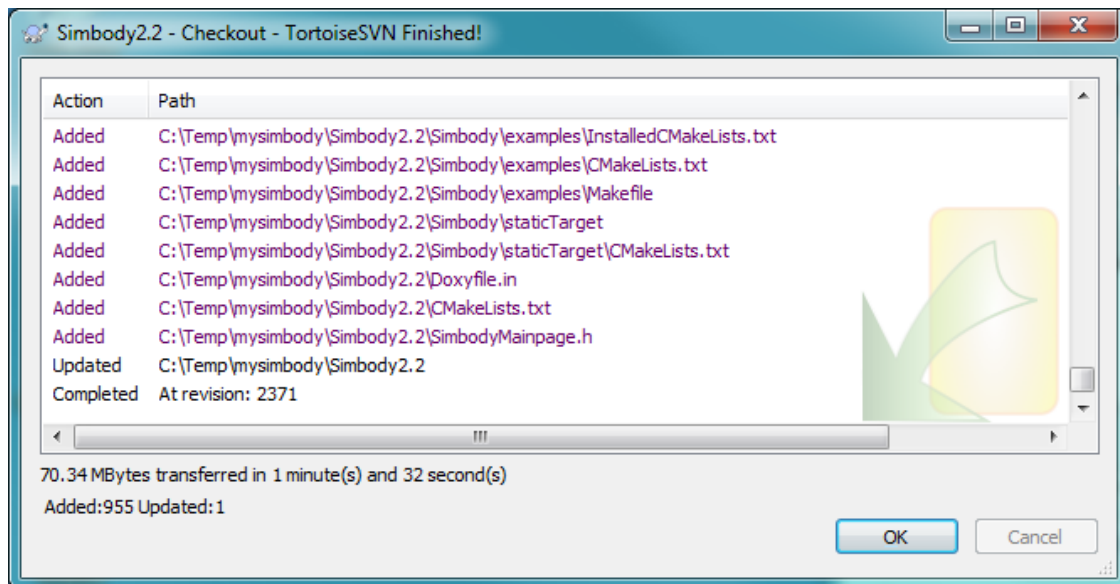 Simbody2.2 - Checkout - TortoiseSVN Finished!
Action Path
Added C:\Temp\mysimbody\Simbody2.2\Simbody\examples\InstalledCMakeLists.txt
Added C:\Temp\mysimbody\Simbody2.2\Simbody\examples\CMakeLists.txt
Added C:\Temp\mysimbody\Simbody2.2\Simbody\examples\Makefile
Added C:\Temp\mysimbody\Simbody2.2\Simbody\staticTarget
Added C:\Temp\mysimbody\Simbody2.2\Simbody\staticTarget\CMakeLists.txt
Added C:\Temp\mysimbody\Simbody2.2\Doxyfile.in
Added C:\Temp\mysimbody\Simbody2.2\CMakeLists.txt
Added C:\Temp\mysimbody\Simbody2.2\SimbodyMainpage.h
Updated C:\Temp\mysimbody\Simbody2.2
Completed At revision: 2371
70.34 MBytes transferred in 1 minute(s) and 32 second(s)
Added:955 Updated:1
OK Cancel